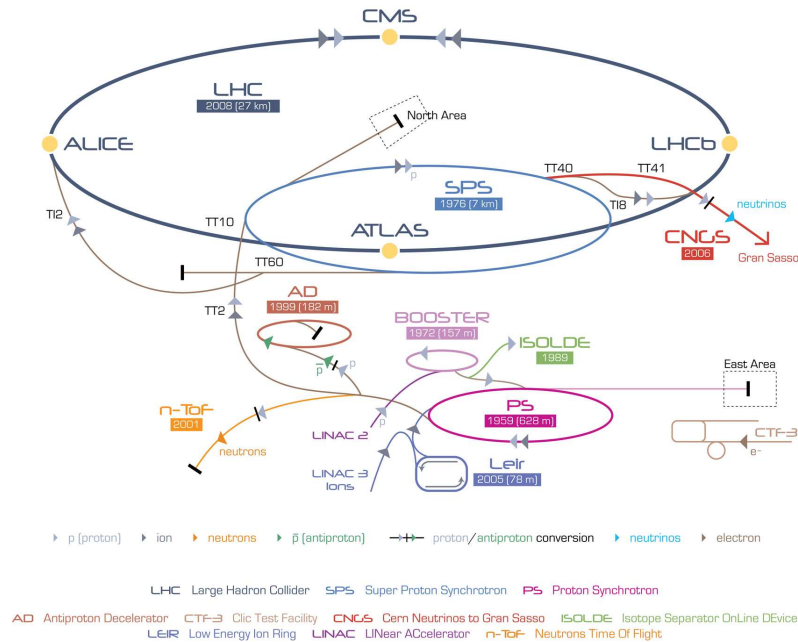 CMS
LHC
2008 (27 km)
North Area
ALICE
LHCb
TT40
TT41
p
SPS
1976 (7 km)
TI2
TI8
neutrinos
TT10
ATLAS
CNGS
2006
Gran Sasso
TT60
AD
1999 (182 m)
TT2
BOOSTER
1972 (157 m)
ISOLDE
1989
p̄
p
East Area
n-ToF
2001
PS
1959 (628 m)
CTF-3
e-
p
LINAC 2
neutrons
LINAC 3
Ions
Leir
2005 (78 m)
p (proton)
ion
neutrons
p̄ (antiproton)
proton/antiproton conversion
neutrinos
electron
LHC Large Hadron Collider SPS Super Proton Synchrotron PS Proton Synchrotron
AD Antiproton Decelerator CTF-3 Clic Test Facility CNGS Cern Neutrinos to Gran Sasso ISOLDE Isotope Separator OnLine DEvice
LEIR Low Energy Ion Ring LINAC LINear ACcelerator n-ToF Neutrons Time Of Flight